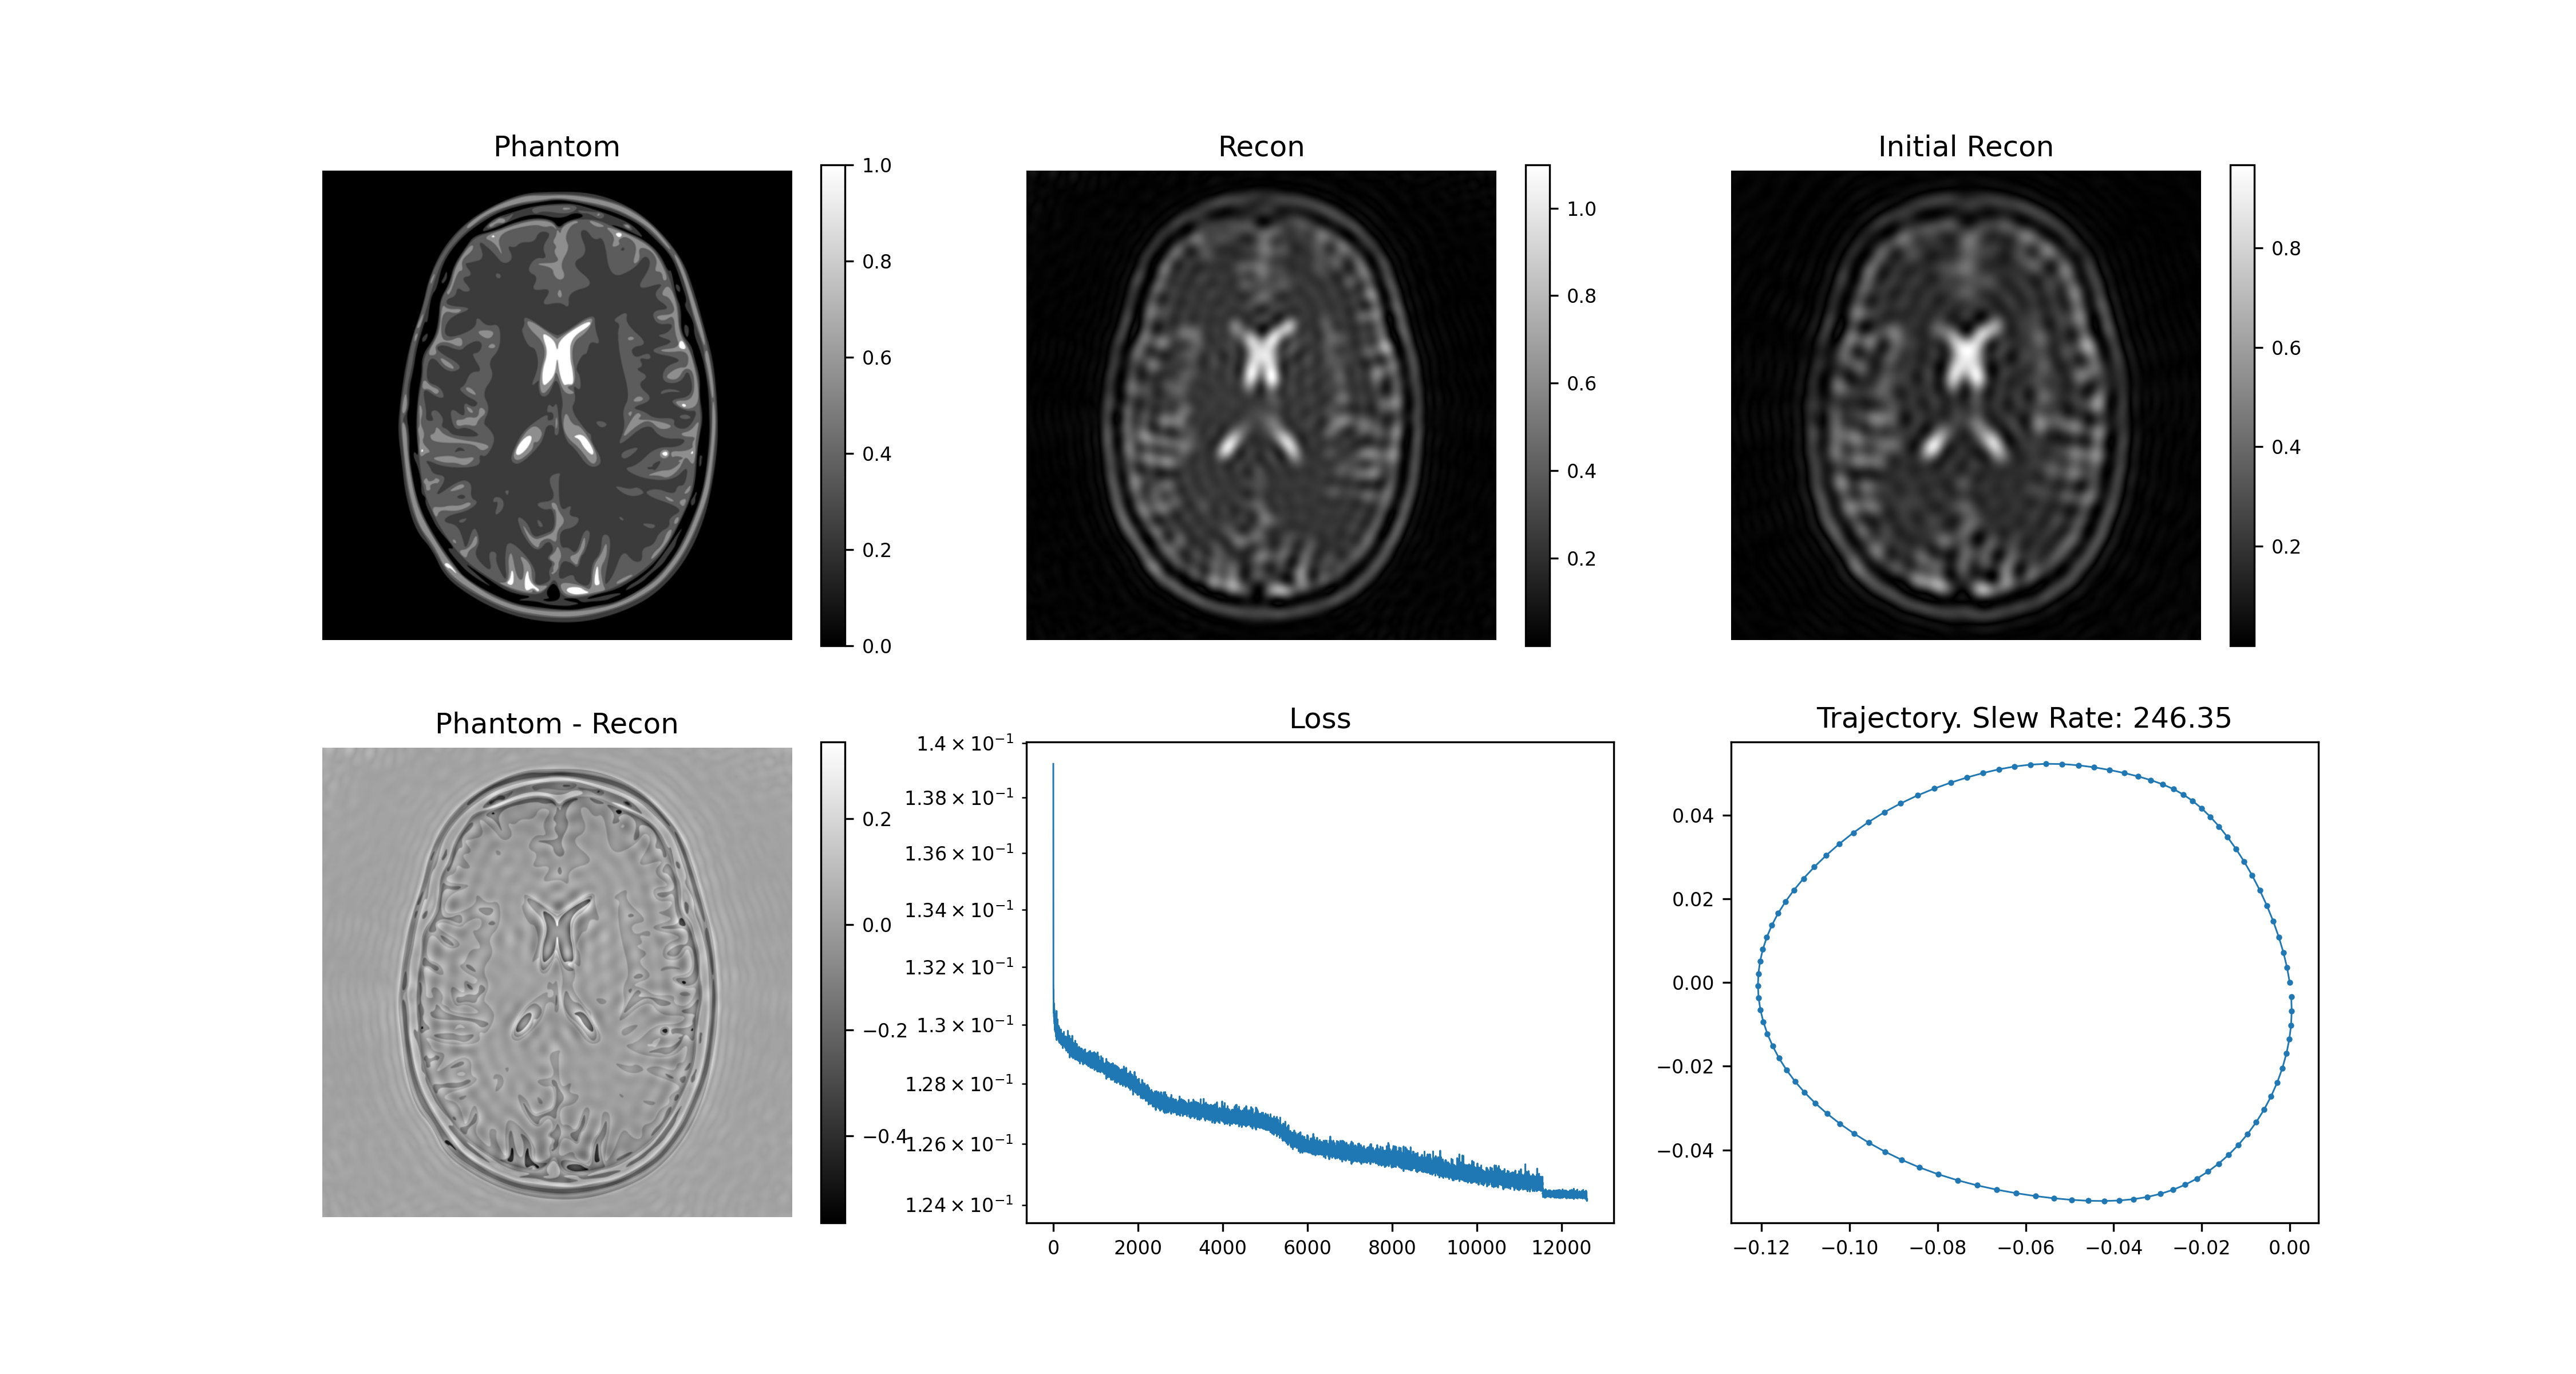 Phantom
1.0
0.8
0.6
0.4
0.2
0.0
Recon
1.0
0.8
0.6
0.4
0.2
Initial Recon
0.8
0.6
0.4
0.2
Phantom - Recon
0.2
0.0
−0.2
−0.4
Loss
1.4 × 10⁻¹
1.38 × 10⁻¹
1.36 × 10⁻¹
1.34 × 10⁻¹
1.32 × 10⁻¹
1.3 × 10⁻¹
1.28 × 10⁻¹
1.26 × 10⁻¹
1.24 × 10⁻¹
0 2000 4000 6000 8000 10000 12000
Trajectory. Slew Rate: 246.35
0.04
0.02
0.00
−0.02
−0.04
−0.12 −0.10 −0.08 −0.06 −0.04 −0.02 0.00